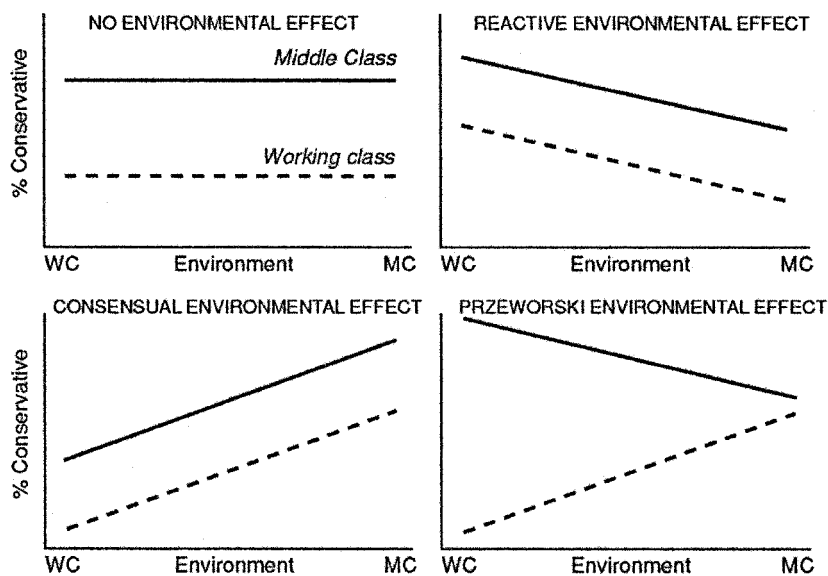 NO ENVIRONMENTAL EFFECT
% Conservative
Middle Class
Working class
WC Environment MC
REACTIVE ENVIRONMENTAL EFFECT
WC Environment MC
CONSENSUAL ENVIRONMENTAL EFFECT
% Conservative
WC Environment MC
PRZEWORSKI ENVIRONMENTAL EFFECT
WC Environment MC